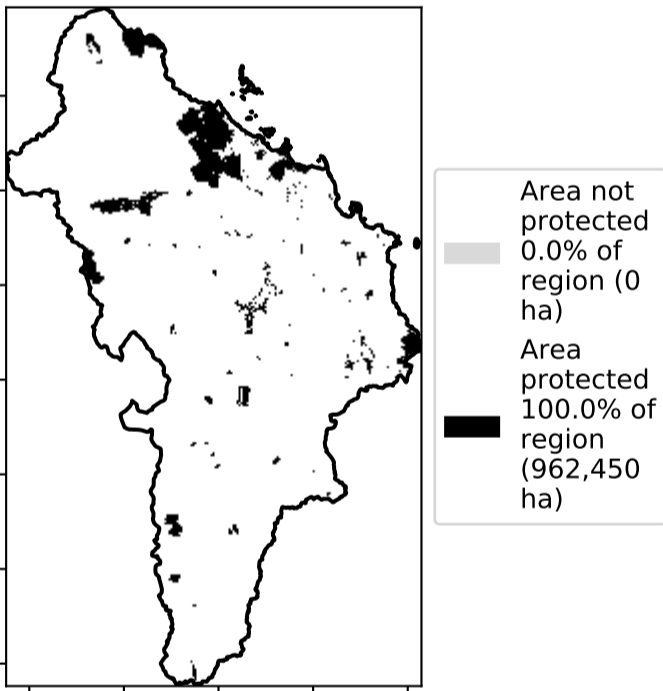 Area not
protected
0.0% of
region (0
ha)
Area
protected
100.0% of
region
(962,450
ha)